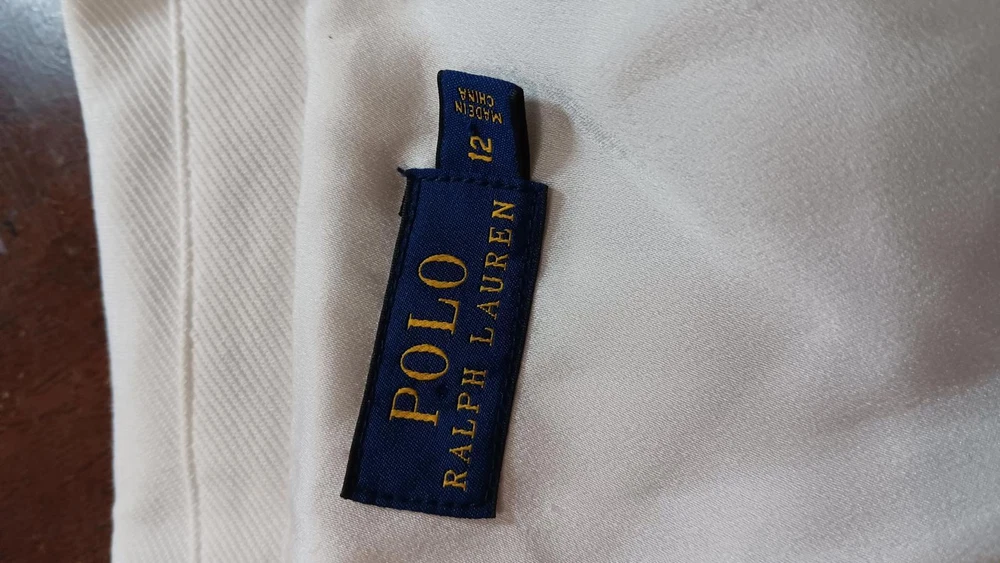 POLO
RALPH LAUREN
12
MADE IN
CHINA